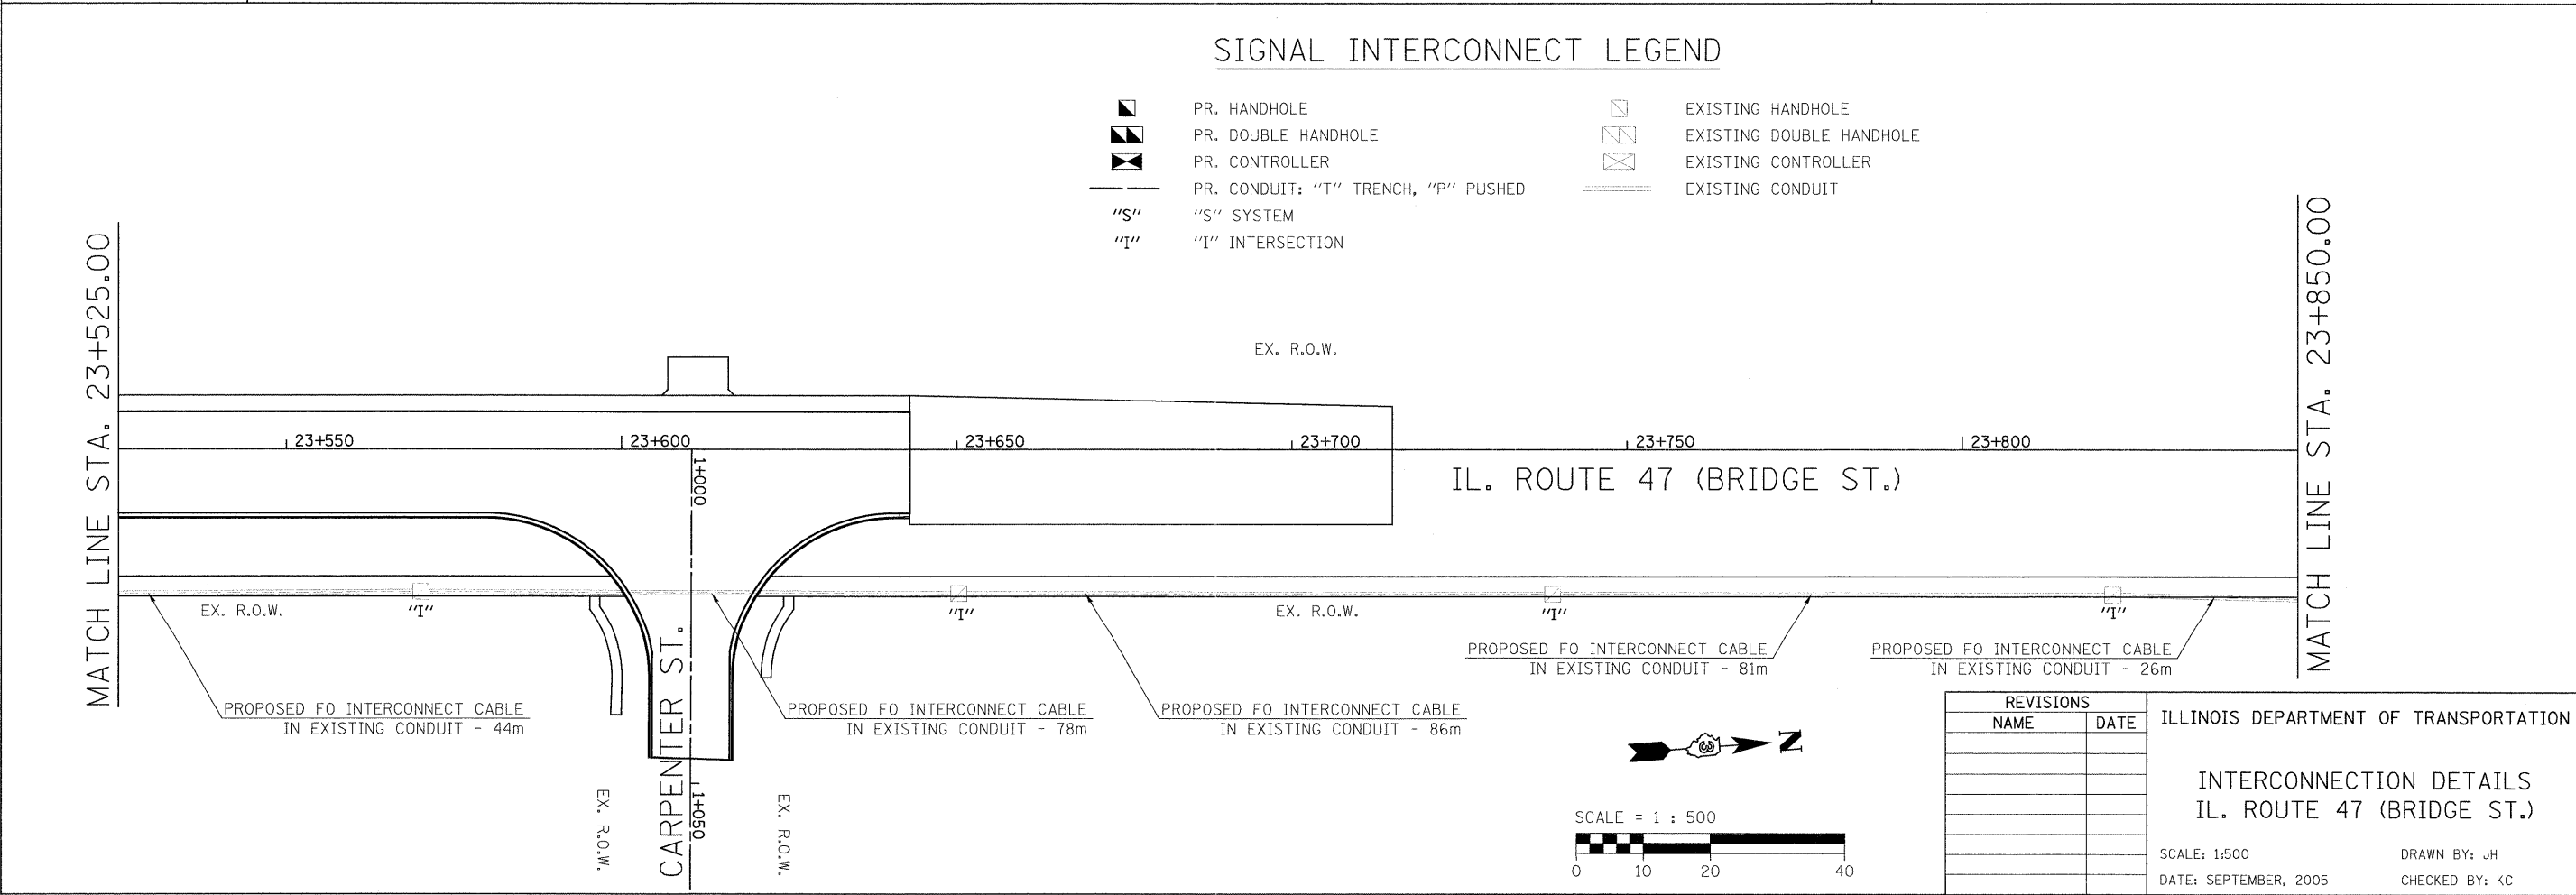 SIGNAL INTERCONNECT LEGEND
PR. HANDHOLE
EXISTING HANDHOLE
PR. DOUBLE HANDHOLE
EXISTING DOUBLE HANDHOLE
PR. CONTROLLER
EXISTING CONTROLLER
PR. CONDUIT: "T" TRENCH, "P" PUSHED
EXISTING CONDUIT
"S" "S" SYSTEM
"I" "I" INTERSECTION
MATCH LINE STA. 23+525.00
MATCH LINE STA. 23+850.00
EX. R.O.W.
23+550
23+600
23+650
23+700
23+750
23+800
1+000
IL. ROUTE 47 (BRIDGE ST.)
EX. R.O.W.
"I"
"I"
EX. R.O.W.
"I"
"I"
PROPOSED FO INTERCONNECT CABLE
IN EXISTING CONDUIT - 81m
PROPOSED FO INTERCONNECT CABLE
IN EXISTING CONDUIT - 26m
PROPOSED FO INTERCONNECT CABLE
IN EXISTING CONDUIT - 44m
PROPOSED FO INTERCONNECT CABLE
IN EXISTING CONDUIT - 78m
PROPOSED FO INTERCONNECT CABLE
IN EXISTING CONDUIT - 86m
CARPENTER ST.
1+050
EX. R.O.W.
EX. R.O.W.
N
SCALE = 1 : 500
0 10 20 40
REVISIONS
NAME DATE
ILLINOIS DEPARTMENT OF TRANSPORTATION
INTERCONNECTION DETAILS
IL. ROUTE 47 (BRIDGE ST.)
SCALE: 1:500
DRAWN BY: JH
DATE: SEPTEMBER, 2005
CHECKED BY: KC